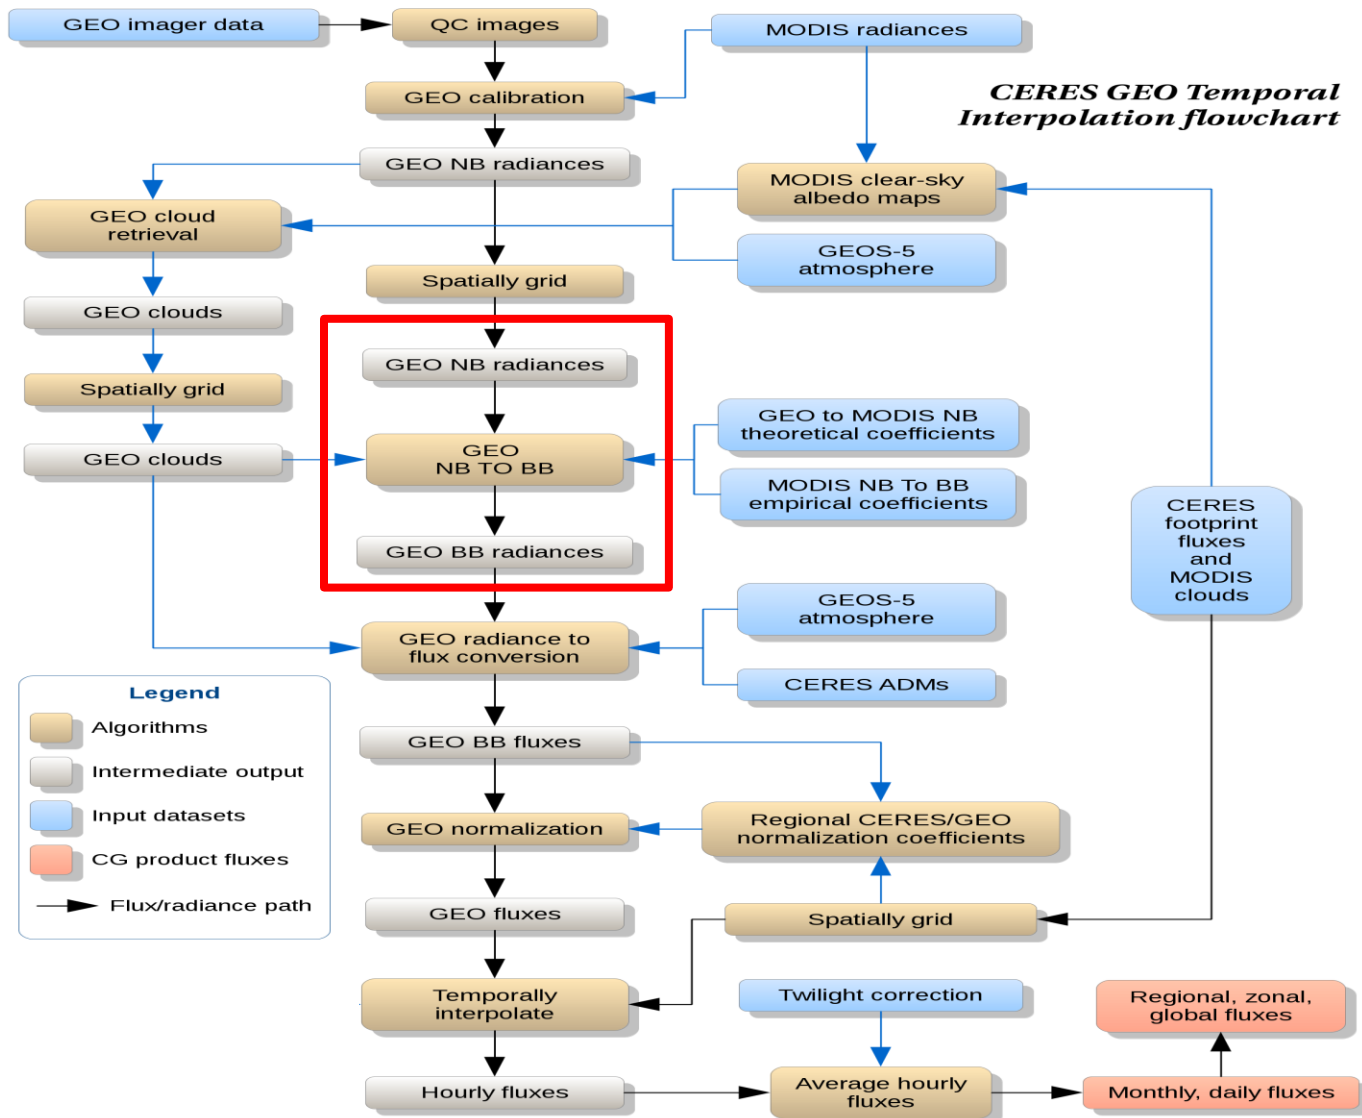 GEO imager data
QC images
MODIS radiances
GEO calibration
CERES GEO Temporal
Interpolation flowchart
GEO NB radiances
MODIS clear-sky
albedo maps
GEO cloud
retrieval
GEOS-5
atmosphere
Spatially grid
GEO clouds
GEO NB radiances
Spatially grid
GEO to MODIS NB
theoretical coefficients
GEO
NB TO BB
GEO clouds
MODIS NB To BB
empirical coefficients
CERES
footprint
fluxes
and
MODIS
clouds
GEO BB radiances
GEOS-5
atmosphere
GEO radiance to
flux conversion
CERES ADMs
Legend
Algorithms
Intermediate output
Input datasets
CG product fluxes
Flux/radiance path
GEO BB fluxes
GEO normalization
Regional CERES/GEO
normalization coefficients
GEO fluxes
Spatially grid
Temporally
interpolate
Twilight correction
Regional, zonal,
global fluxes
Hourly fluxes
Average hourly
fluxes
Monthly, daily fluxes